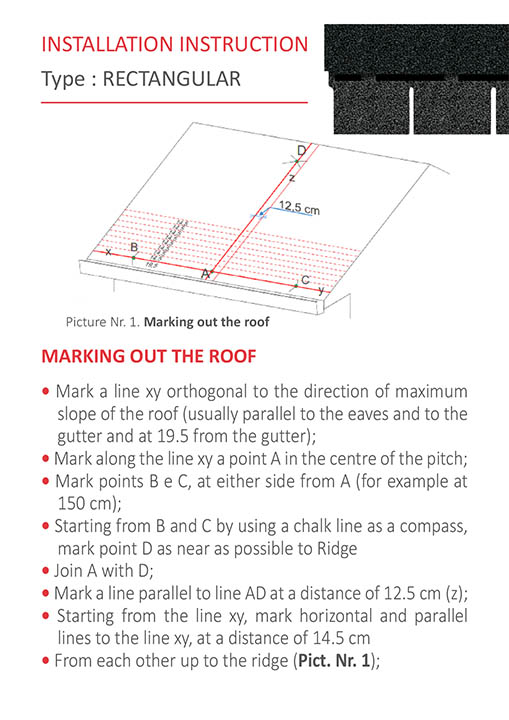 INSTALLATION INSTRUCTION
Type : RECTANGULAR
D
z
12,5 cm
B
x
A
C
y
Picture Nr. 1. Marking out the roof
MARKING OUT THE ROOF
• Mark a line xy orthogonal to the direction of maximum
slope of the roof (usually parallel to the eaves and to the
gutter and at 19.5 from the gutter);
• Mark along the line xy a point A in the centre of the pitch;
• Mark points B e C, at either side from A (for example at
150 cm);
• Starting from B and C by using a chalk line as a compass,
mark point D as near as possible to Ridge
• Join A with D;
• Mark a line parallel to line AD at a distance of 12.5 cm (z);
• Starting from the line xy, mark horizontal and parallel
lines to the line xy, at a distance of 14.5 cm
• From each other up to the ridge (Pict. Nr. 1);